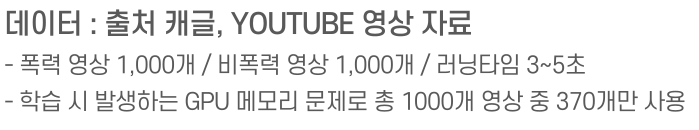 데이터 : 출처 캐글, YOUTUBE 영상 자료
- 폭력 영상 1,000개 / 비폭력 영상 1,000개 / 러닝타임 3~5초
- 학습 시 발생하는 GPU 메모리 문제로 총 1000개 영상 중 370개만 사용